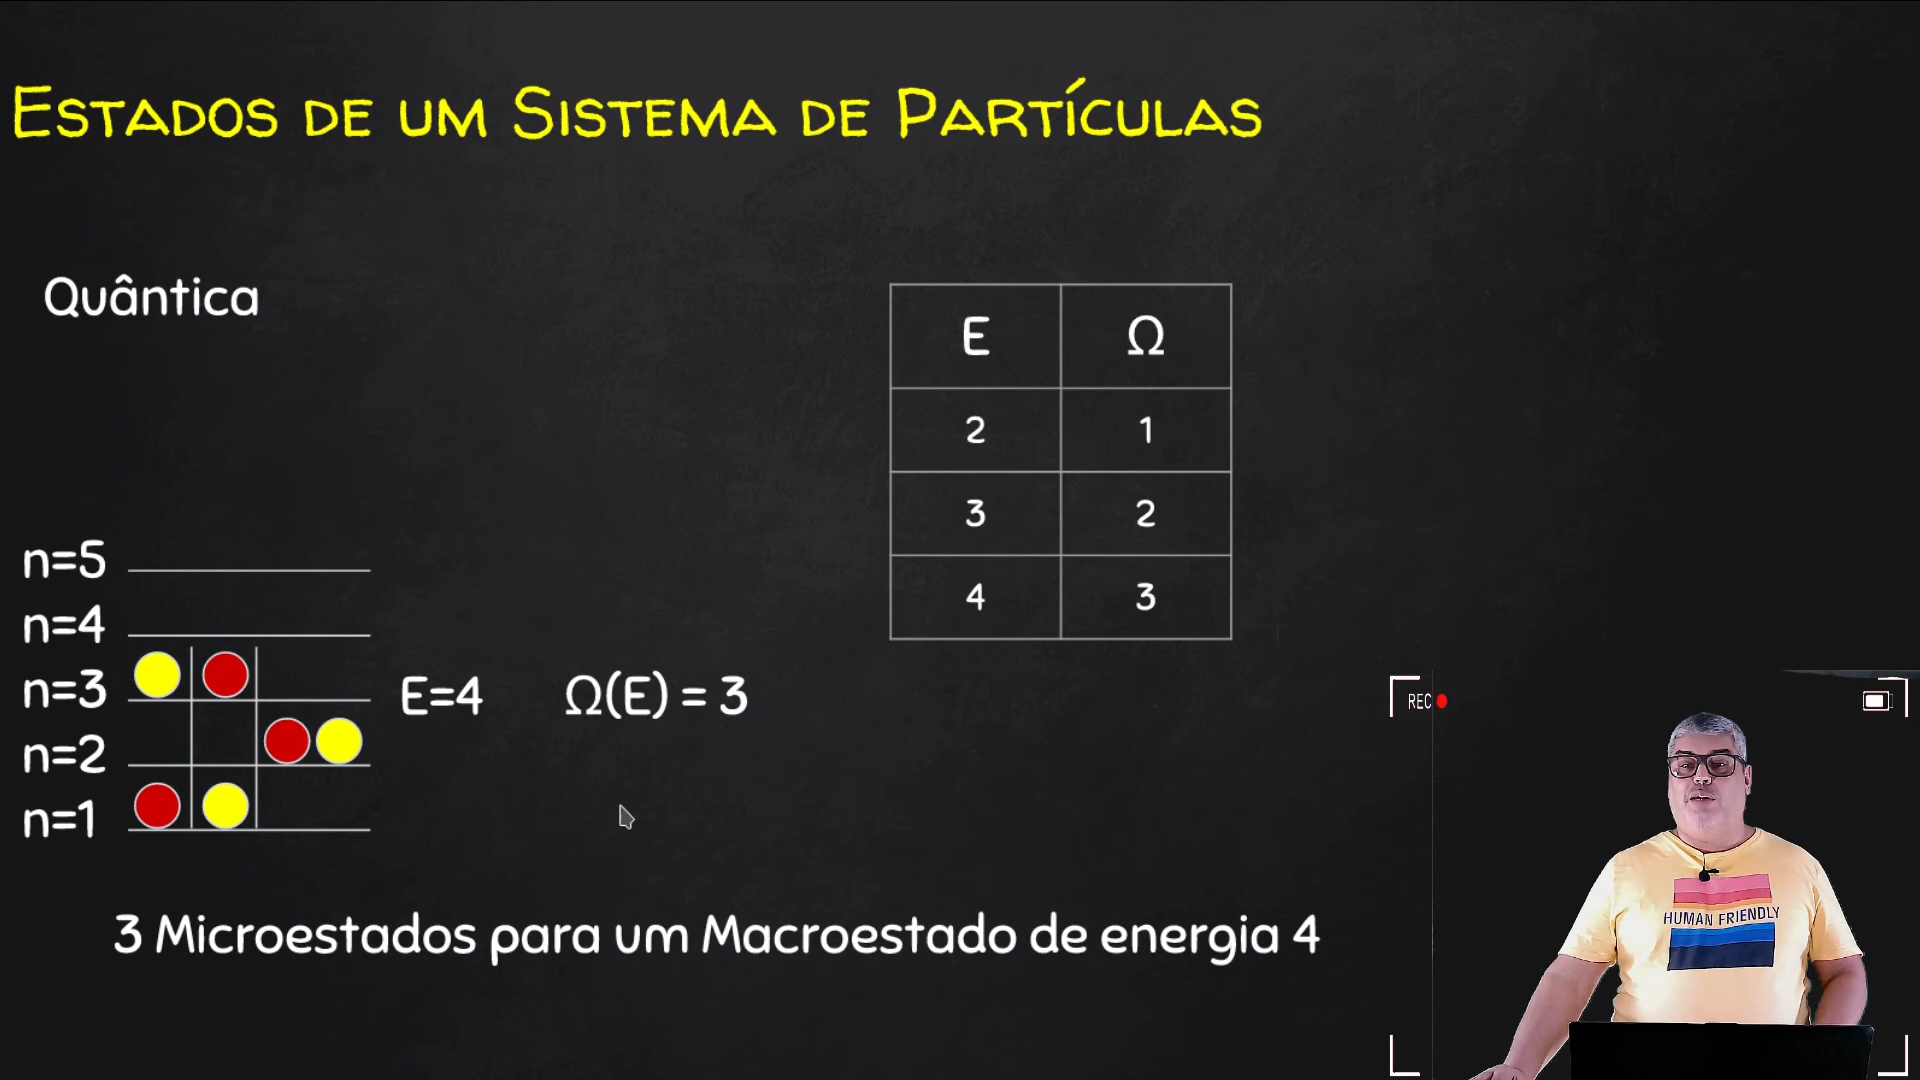 Estados de um Sistema de Partículas
Quântica
E Ω
2 1
3 2
4 3
n=5
n=4
n=3
n=2
n=1
E=4 Ω(E) = 3
3 Microestados para um Macroestado de energia 4
REC
HUMAN FRIENDLY